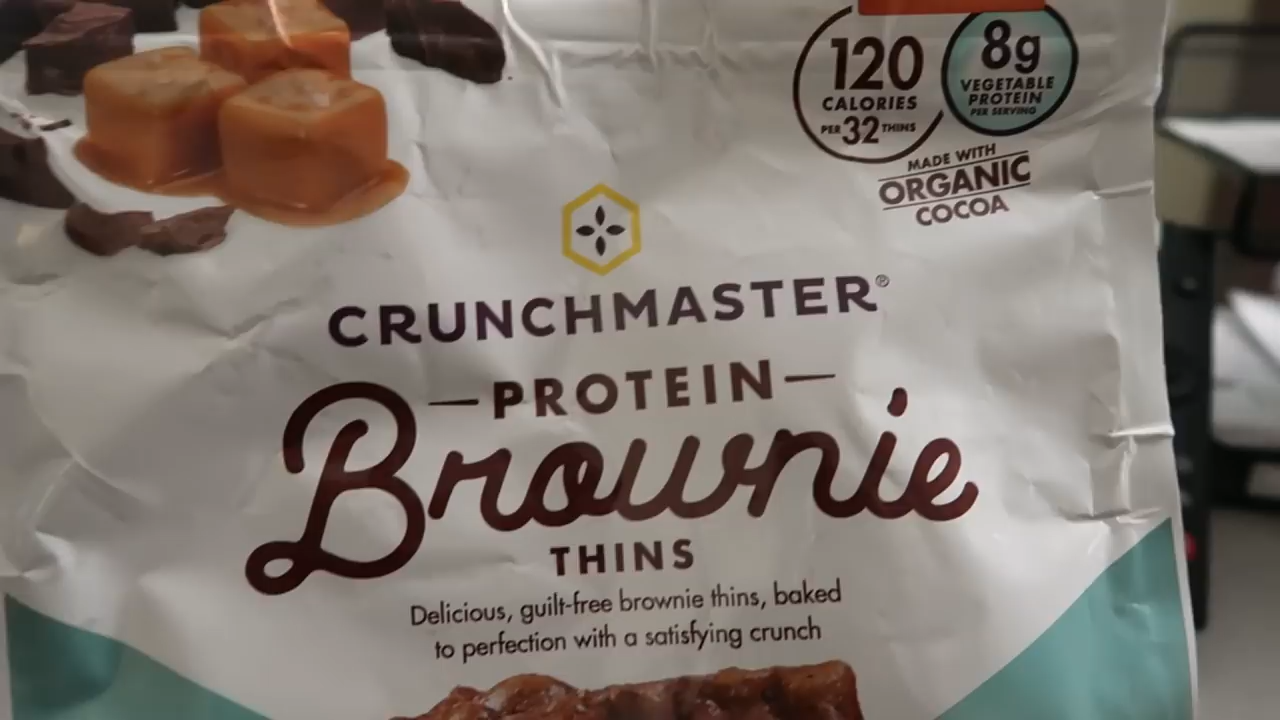 120
CALORIES
PER 32 THINS
8g
VEGETABLE
PROTEIN
PER SERVING
MADE WITH
ORGANIC
COCOA
CRUNCHMASTER®
PROTEIN
Brownie
THINS
Delicious, guilt-free brownie thins, baked
to perfection with a satisfying crunch